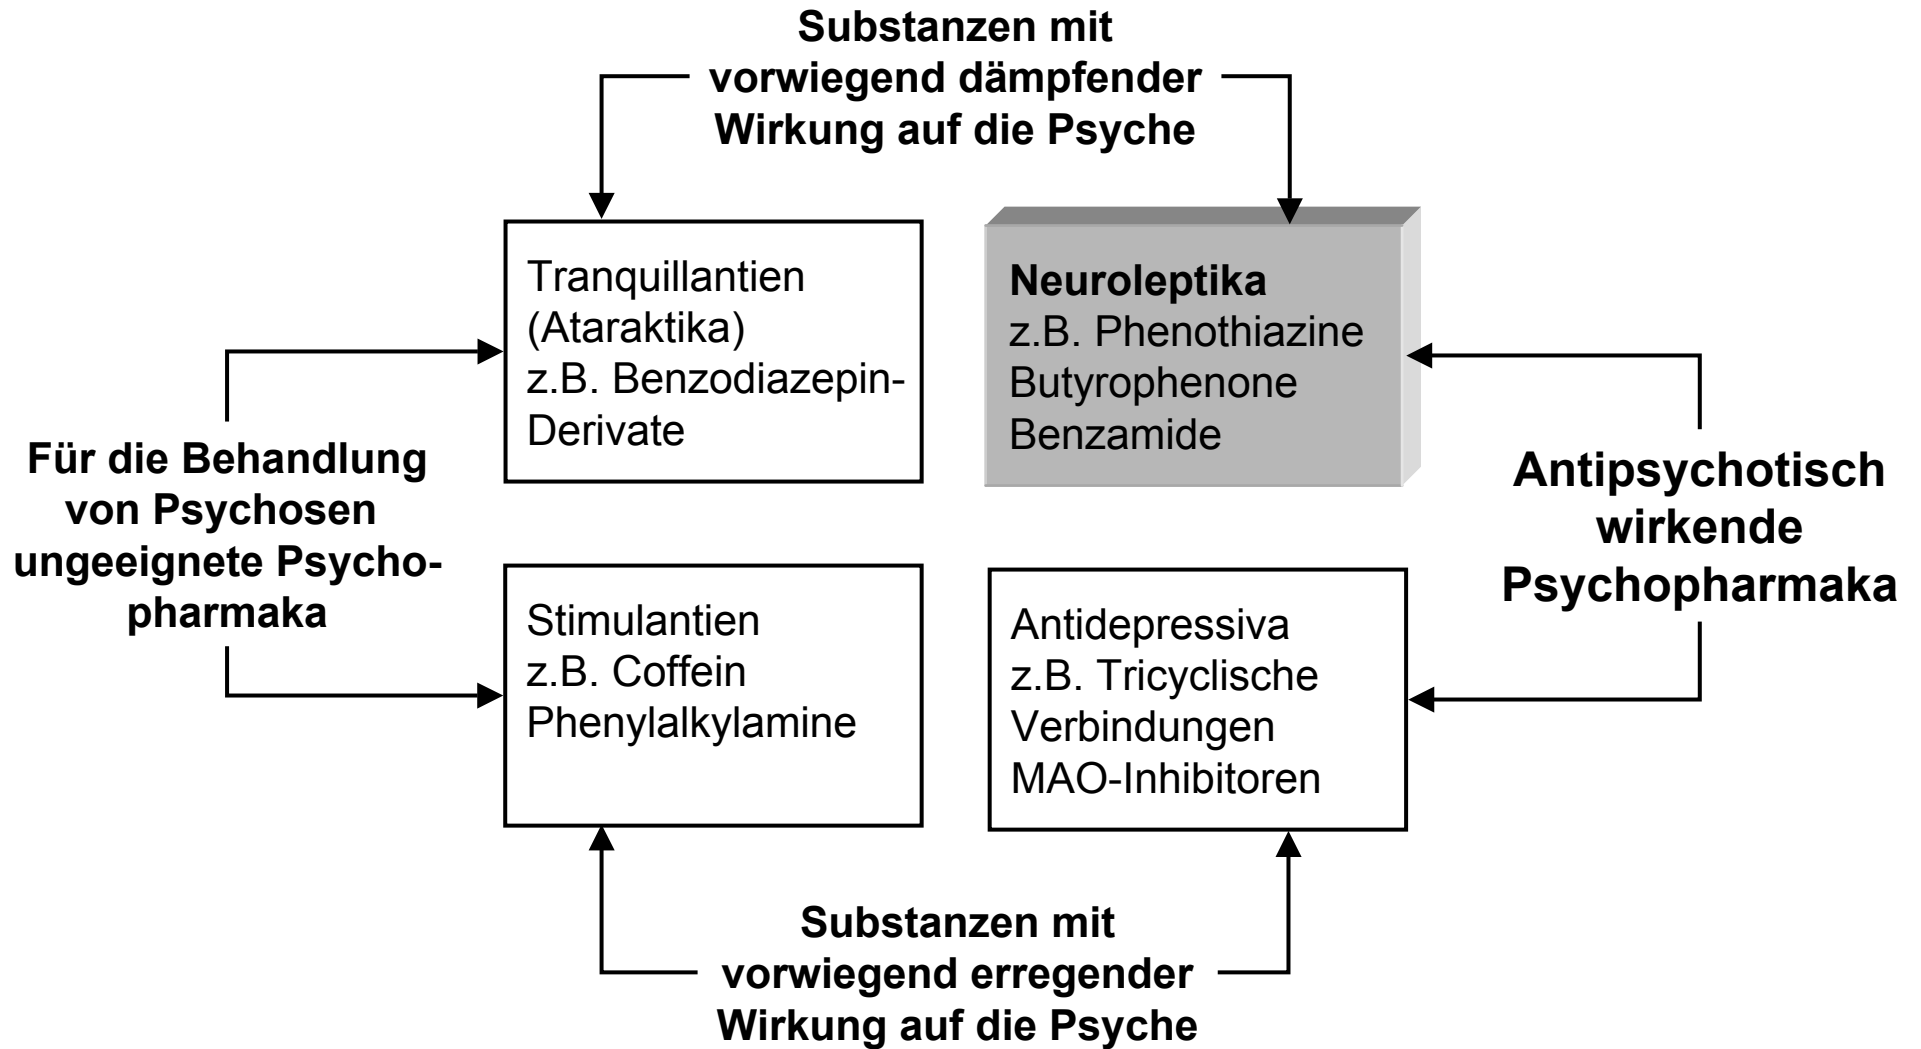 Substanzen mit
vorwiegend dämpfender
Wirkung auf die Psyche
Tranquillantien
(Ataraktika)
z.B. Benzodiazepin-
Derivate
Neuroleptika
z.B. Phenothiazine
Butyrophenone
Benzamide
Für die Behandlung
von Psychosen
ungeeignete Psycho-
pharmaka
Antipsychotisch
wirkende
Psychopharmaka
Stimulantien
z.B. Coffein
Phenylalkylamine
Antidepressiva
z.B. Tricyclische
Verbindungen
MAO-Inhibitoren
Substanzen mit
vorwiegend erregender
Wirkung auf die Psyche